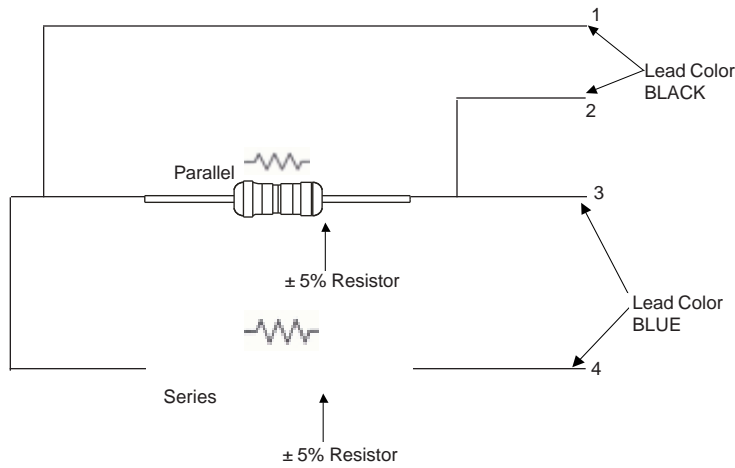 1
Lead Color
BLACK
2
Parallel
3
± 5% Resistor
Lead Color
BLUE
4
Series
± 5% Resistor